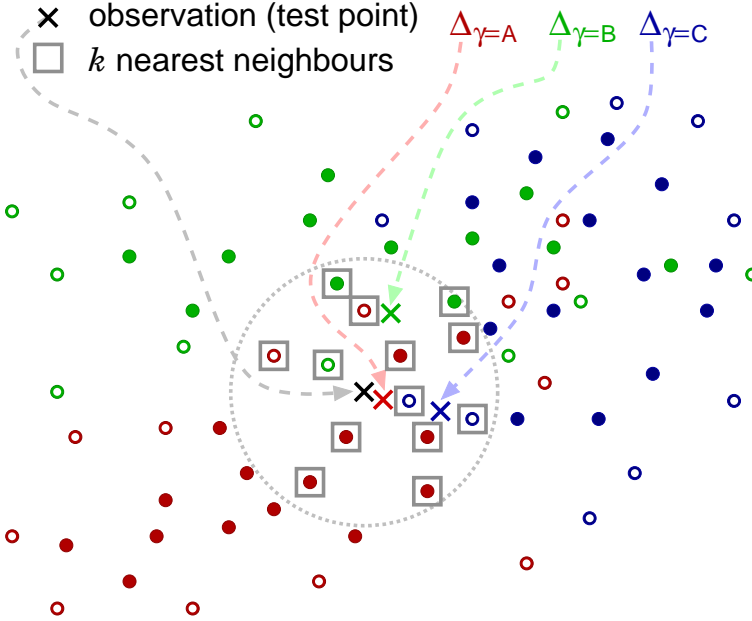 observation (test point)
k nearest neighbours
Δγ=A Δγ=B Δγ=C